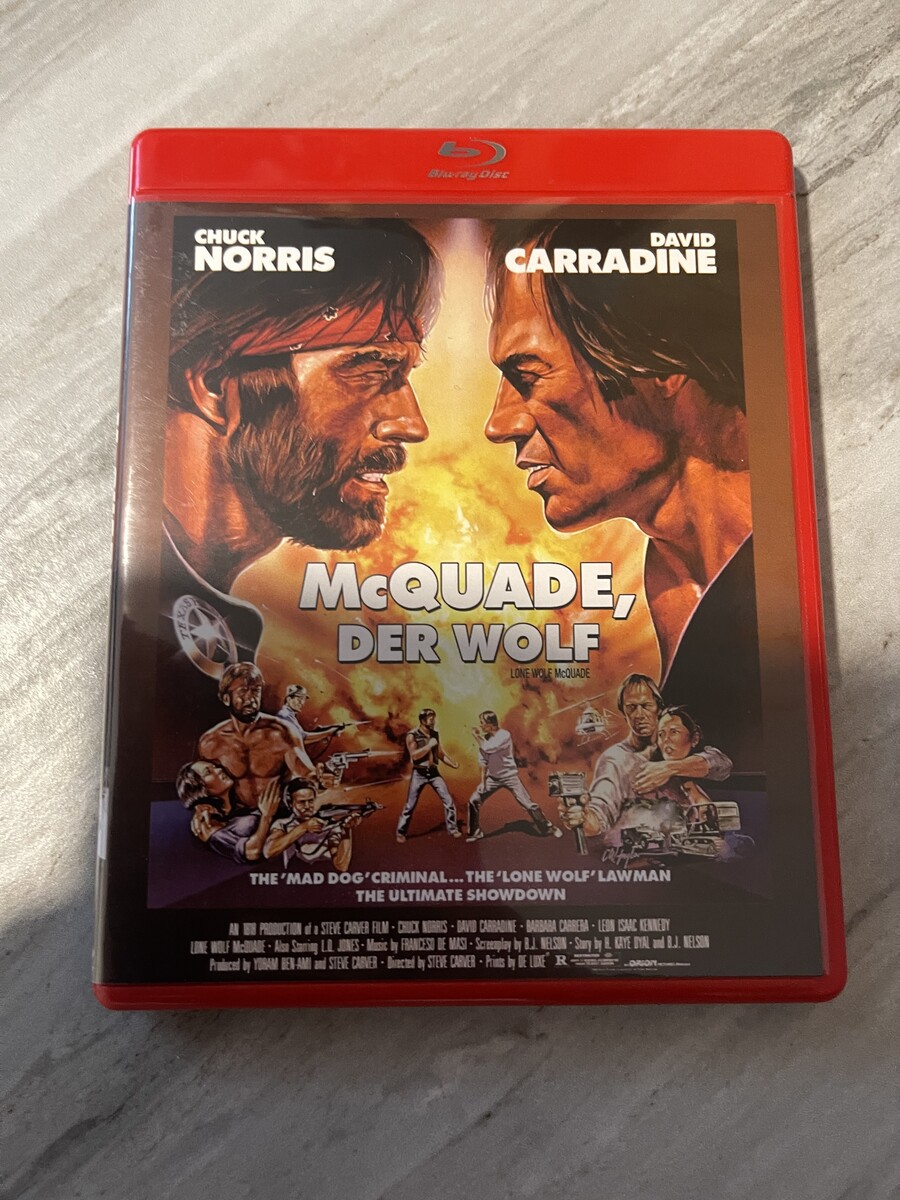 Blu-ray Disc
CHUCK
NORRIS
DAVID
CARRADINE
McQUADE,
DER WOLF
LONE WOLF McQUADE
TEXAS
THE 'MAD DOG' CRIMINAL... THE 'LONE WOLF' LAWMAN
THE ULTIMATE SHOWDOWN
AN 1818 PRODUCTION of a STEVE CARVER FILM · CHUCK NORRIS · DAVID CARRADINE · BARBARA CARRERA · LEON ISAAC KENNEDY
LONE WOLF McQUADE · Also Starring L.Q. JONES · Music by FRANCESO DE MASI · Screenplay by B.J. NELSON · Story by H. KAYE DYAL and B.J. NELSON
Produced by YORAM BEN-AMI and STEVE CARVER · Directed by STEVE CARVER · Prints by DE LUXE R RESTRICTED ORION PICTURES